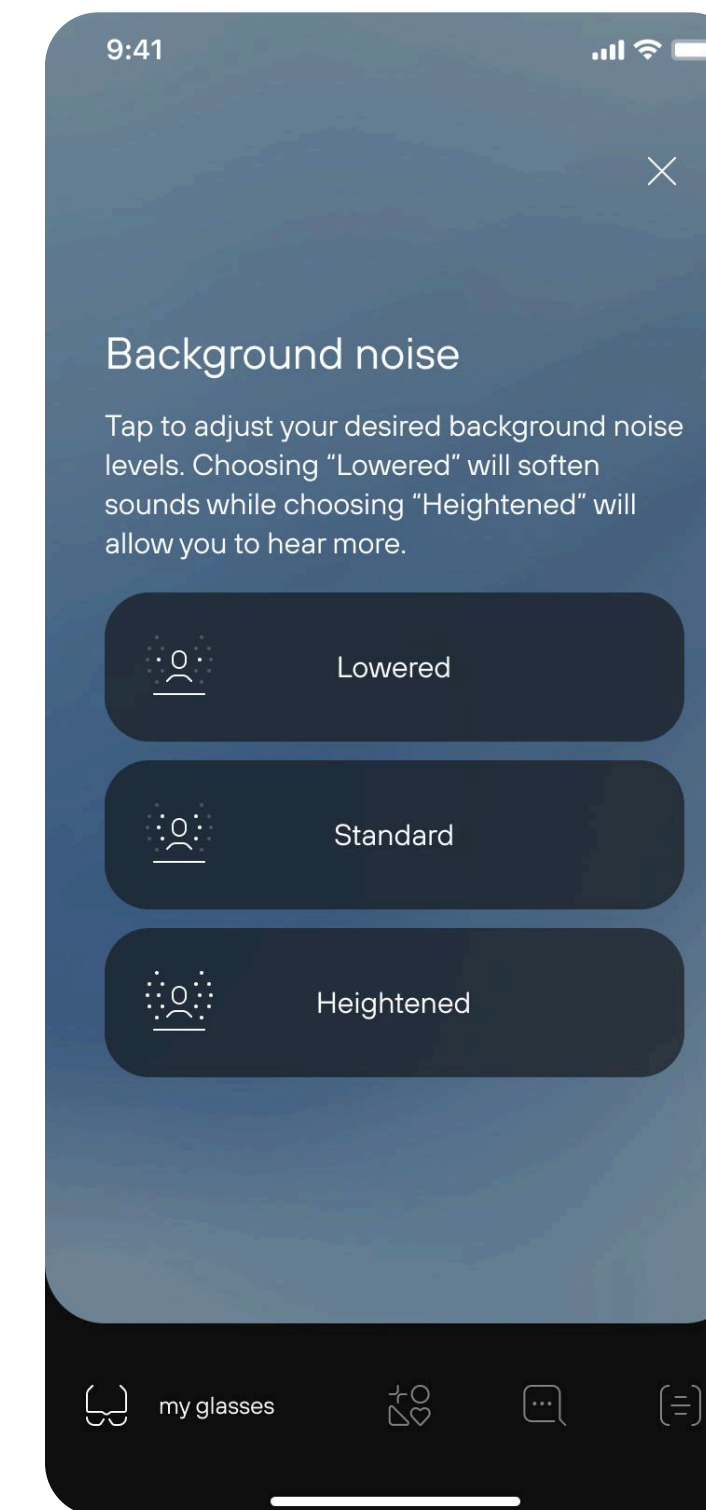 9:41
Background noise
Tap to adjust your desired background noise
levels. Choosing “Lowered” will soften
sounds while choosing “Heightened” will
allow you to hear more.
Lowered
Standard
Heightened
my glasses